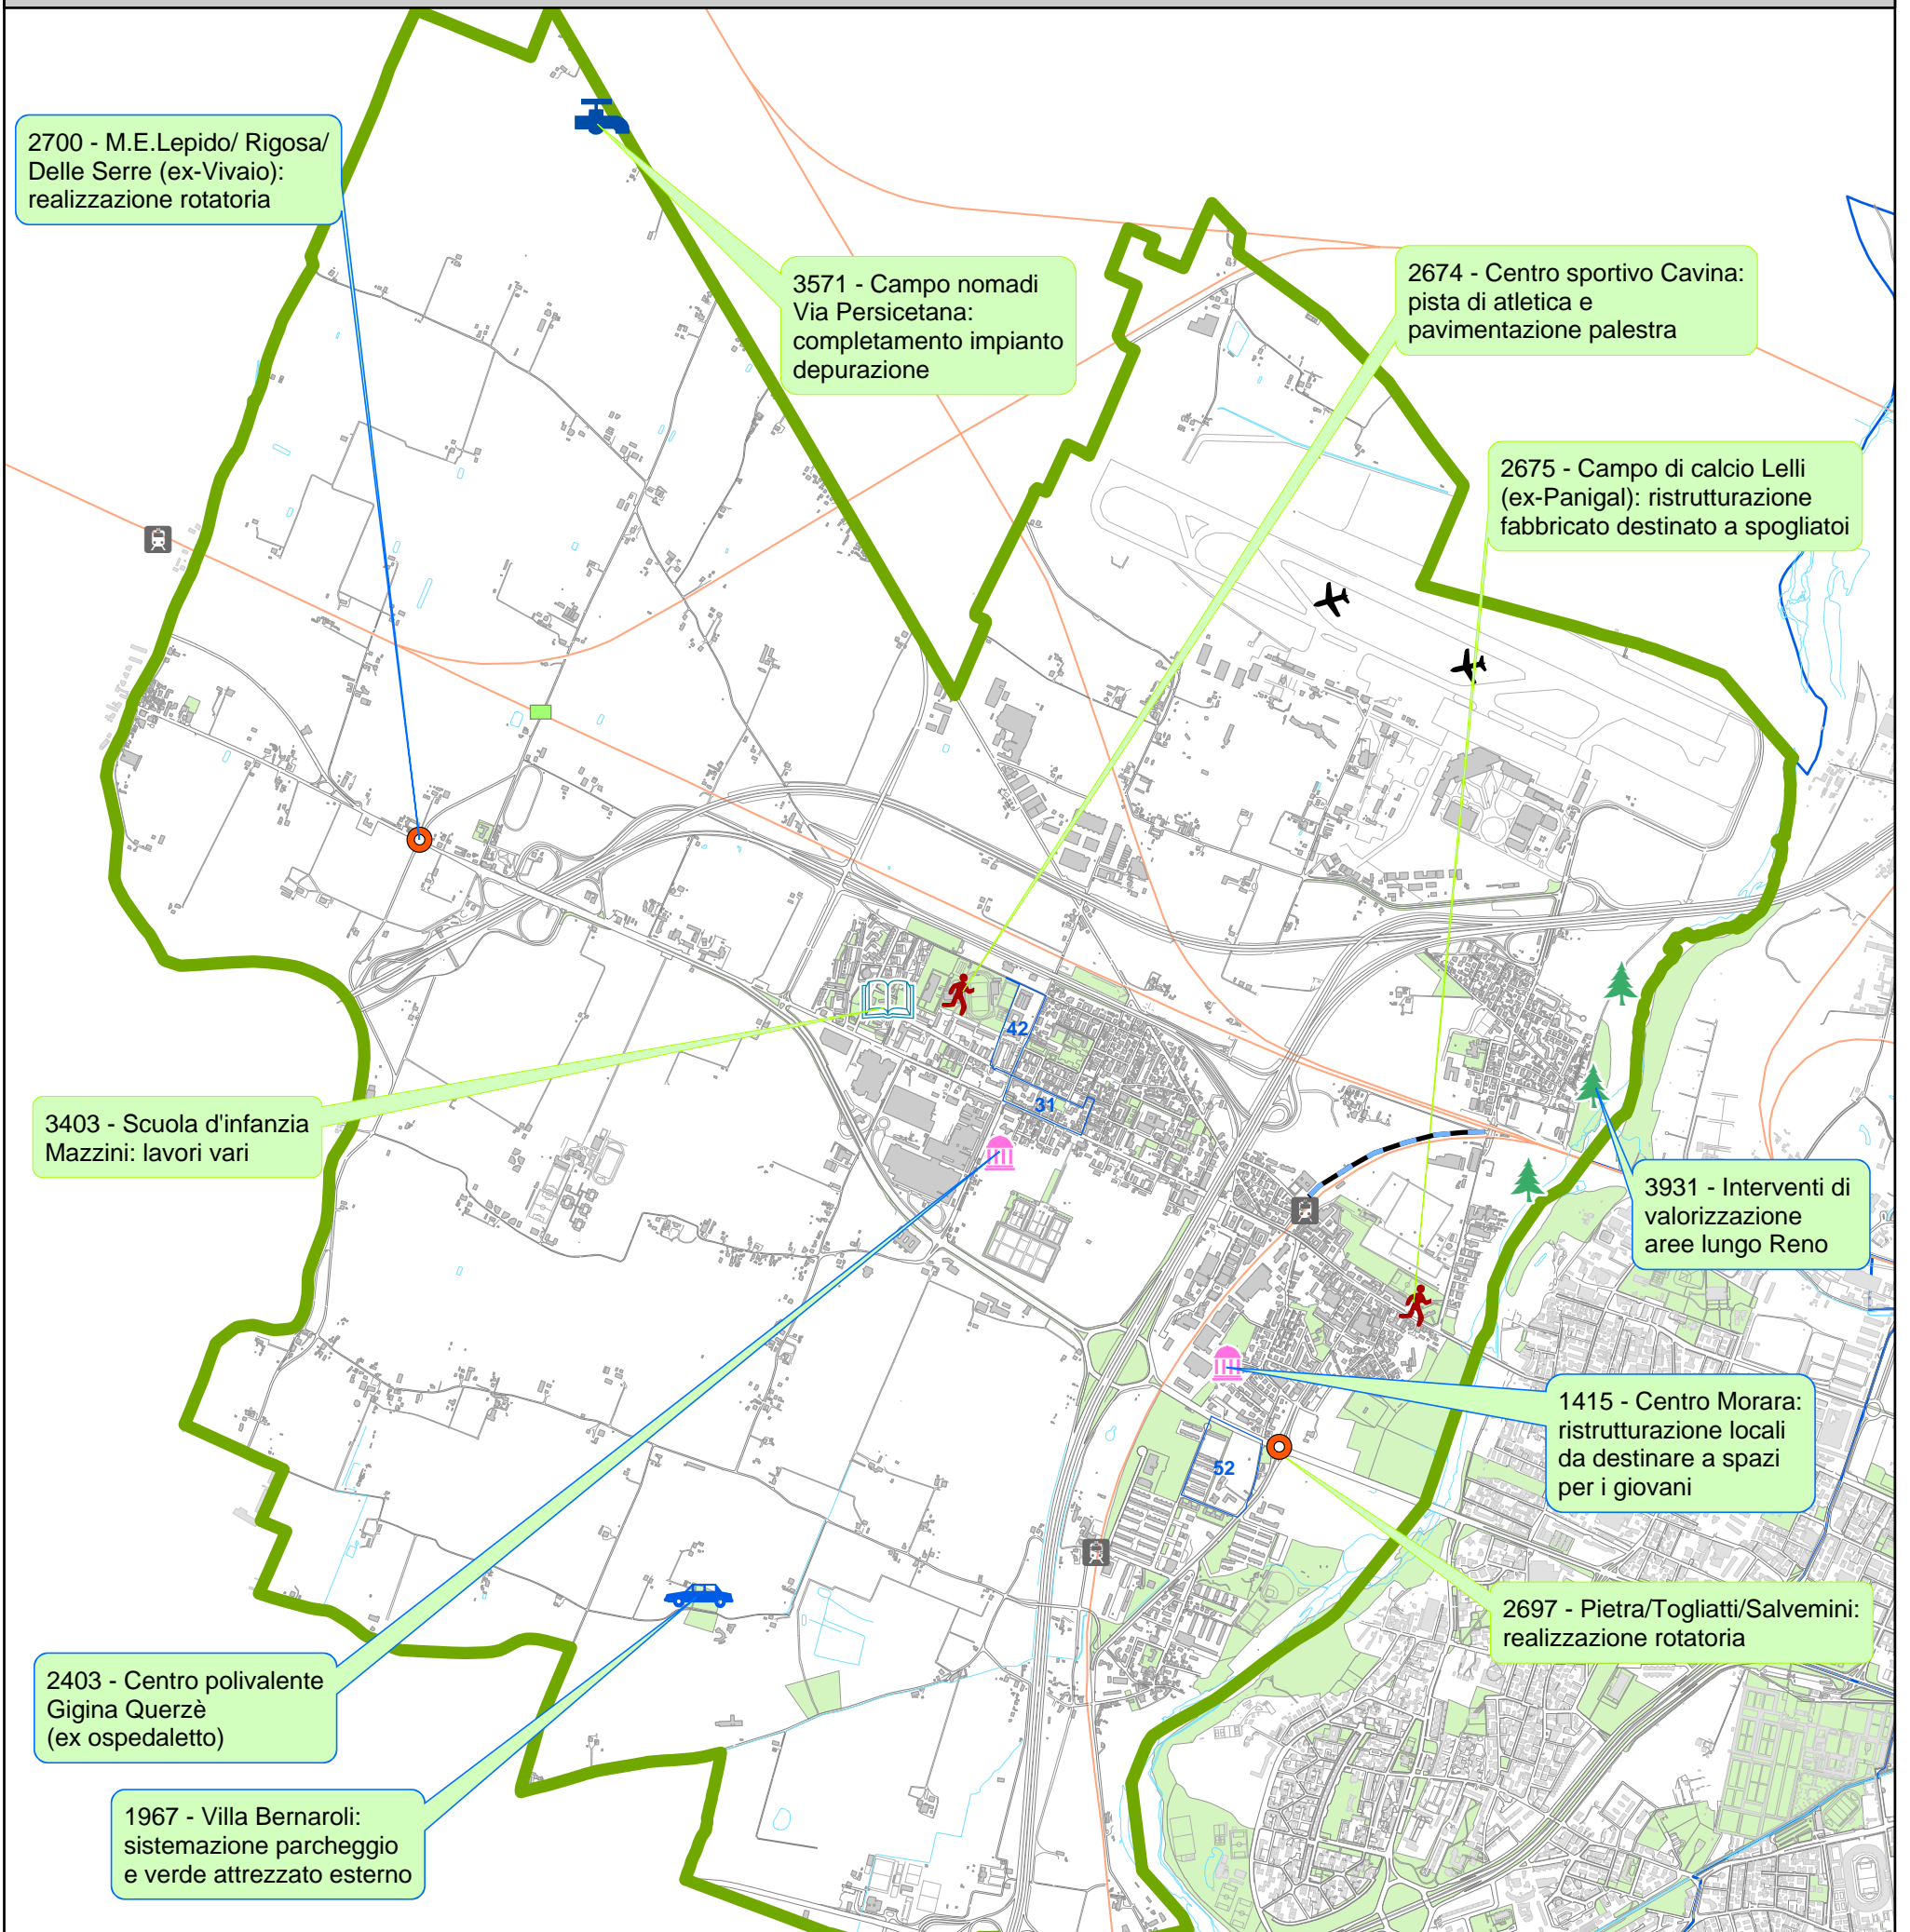 2700 - M.E.Lepido/ Rigosa/
Delle Serre (ex-Vivaio):
realizzazione rotatoria
3571 - Campo nomadi
Via Persicetana:
completamento impianto
depurazione
2674 - Centro sportivo Cavina:
pista di atletica e
pavimentazione palestra
2675 - Campo di calcio Lelli
(ex-Panigal): ristrutturazione
fabbricato destinato a spogliatoi
42
31
3403 - Scuola d'infanzia
Mazzini: lavori vari
3931 - Interventi di
valorizzazione
aree lungo Reno
1415 - Centro Morara:
ristrutturazione locali
da destinare a spazi
per i giovani
52
2697 - Pietra/Togliatti/Salvemini:
realizzazione rotatoria
2403 - Centro polivalente
Gigina Querzè
(ex ospedaletto)
1967 - Villa Bernaroli:
sistemazione parcheggio
e verde attrezzato esterno